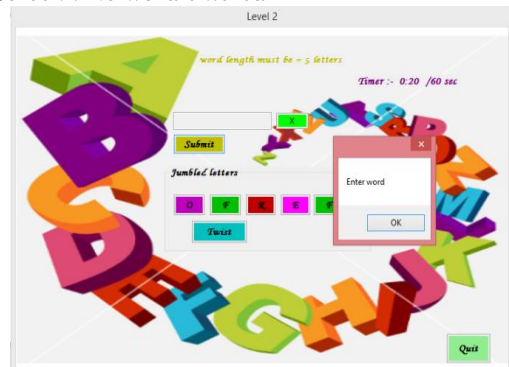 Level 2
word length must be = 5 letters
Timer :- 0:20 /60 sec
X
Submit
Enter word
OK
Jumbled letters
O F K E F
Twist
Quit